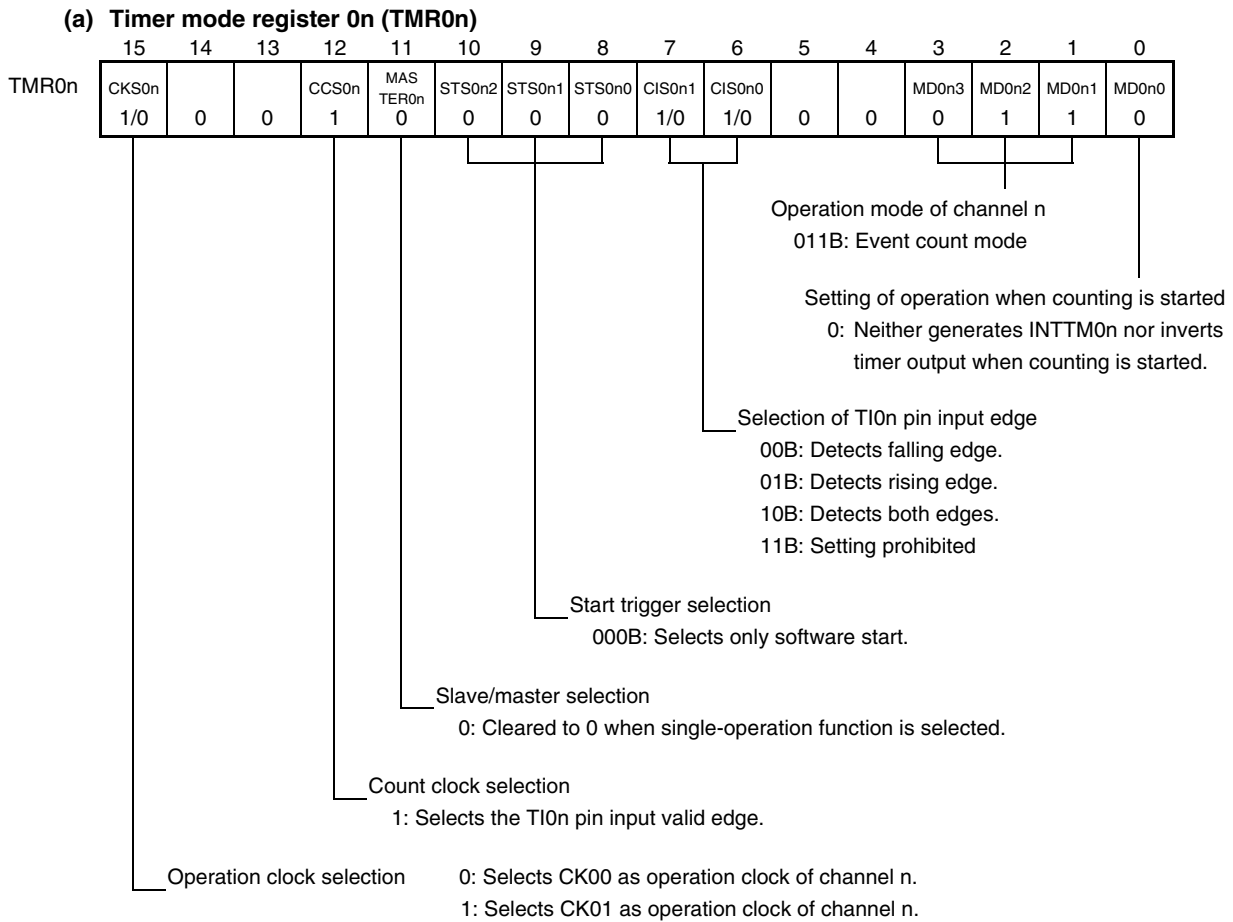 (a) Timer mode register 0n (TMR0n)
15 14 13 12 11 10 9 8 7 6 5 4 3 2 1 0
TMR0n
CKS0n CCS0n MAS TER0n STS0n2 STS0n1 STS0n0 CIS0n1 CIS0n0 MD0n3 MD0n2 MD0n1 MD0n0
1/0 0 0 1 0 0 0 0 1/0 1/0 0 0 0 1 1 0
Operation mode of channel n
011B: Event count mode
Setting of operation when counting is started
0: Neither generates INTTM0n nor inverts
timer output when counting is started.
Selection of TI0n pin input edge
00B: Detects falling edge.
01B: Detects rising edge.
10B: Detects both edges.
11B: Setting prohibited
Start trigger selection
000B: Selects only software start.
Slave/master selection
0: Cleared to 0 when single-operation function is selected.
Count clock selection
1: Selects the TI0n pin input valid edge.
Operation clock selection 0: Selects CK00 as operation clock of channel n.
1: Selects CK01 as operation clock of channel n.